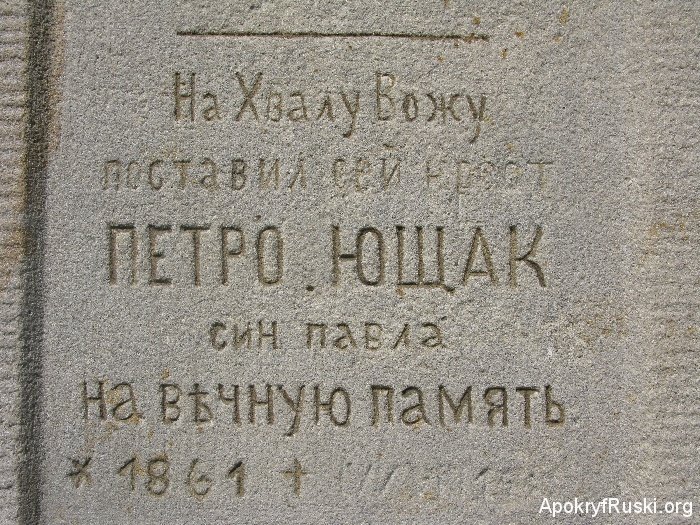 На Хвалу Божу
поставил сей крест
ПЕТРО . ЮЩАК
син павла
на вѣчную память
* 1861 +
ApokryfRuski.org